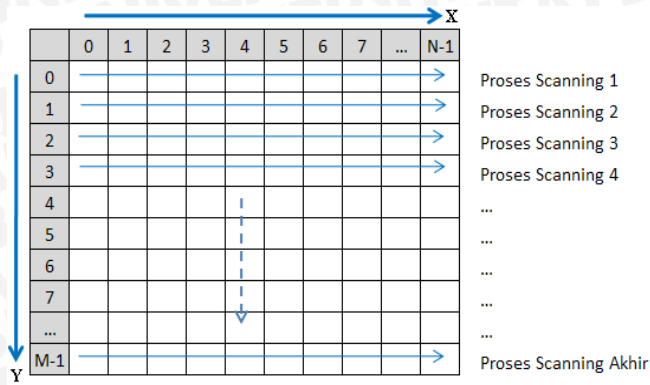 X
0 1 2 3 4 5 6 7 ... N-1
0 Proses Scanning 1
1 Proses Scanning 2
2 Proses Scanning 3
3 Proses Scanning 4
4 ...
5 ...
6 ...
7 ...
... ...
M-1 Proses Scanning Akhir
Y